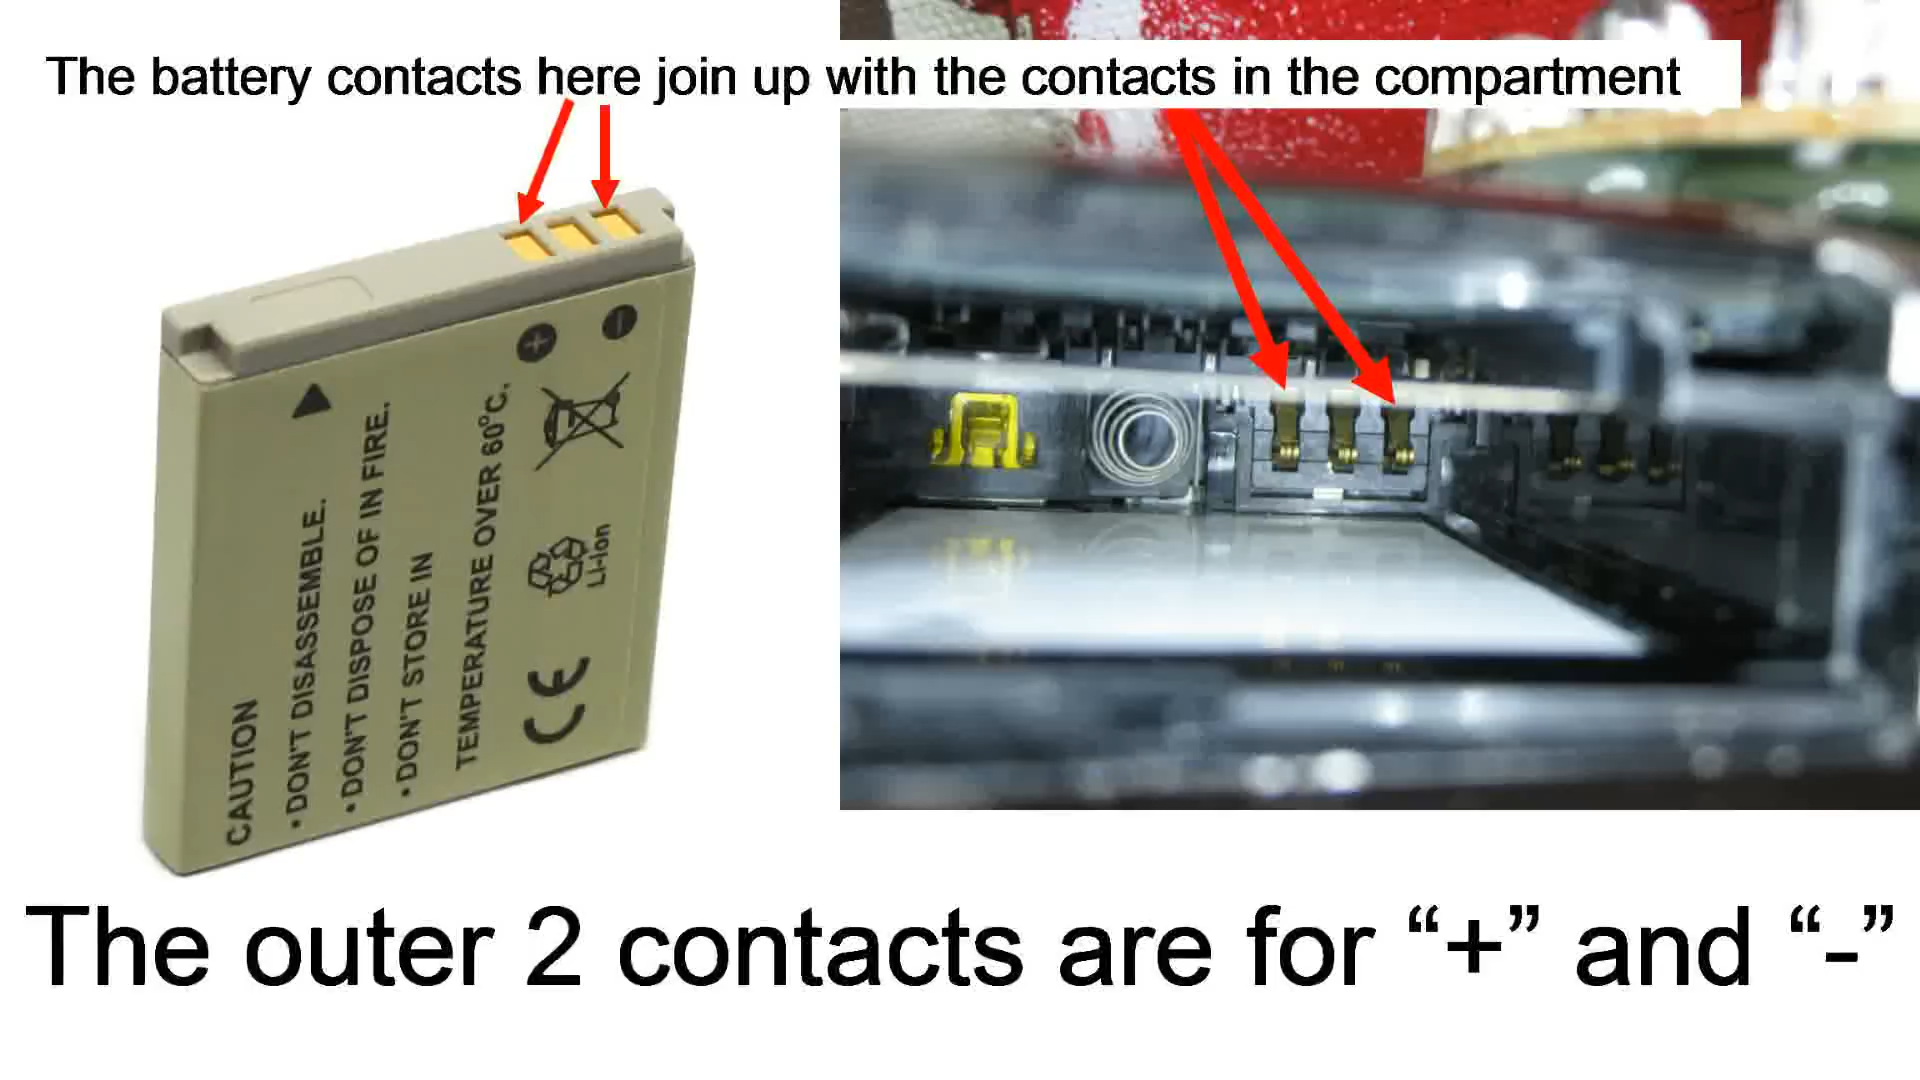 The battery contacts here join up with the contacts in the compartment
+ -
CAUTION
•DON'T DISASSEMBLE.
•DON'T DISPOSE OF IN FIRE.
•DON'T STORE IN
TEMPERATURE OVER 60°C.
Li-ion
CE
The outer 2 contacts are for “+” and “-”